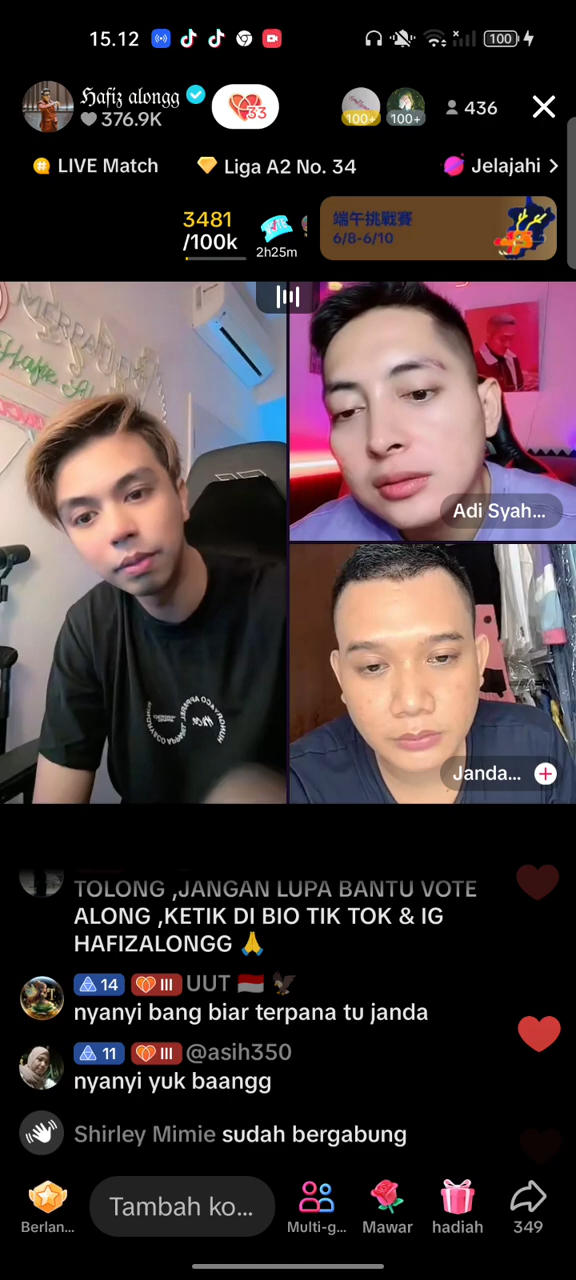 15.12
100
ℌ𝔞𝔣𝔦𝔷 𝔞𝔩𝔬𝔫𝔤𝔤
376.9K
33
100+
100+
436
LIVE Match
Liga A2 No. 34
Jelajahi
3481
/100k
2h25m
端午挑戰賽
6/8-6/10
Adi Syah...
Janda...
TOLONG ,JANGAN LUPA BANTU VOTE
ALONG ,KETIK DI BIO TIK TOK & IG
HAFIZALONGG 🙏
14 III UUT 🇮🇩 🦅
nyanyi bang biar terpana tu janda
11 III @asih350
nyanyi yuk baangg
Shirley Mimie sudah bergabung
Tambah ko...
Berlan...
Multi-g...
Mawar
hadiah
349